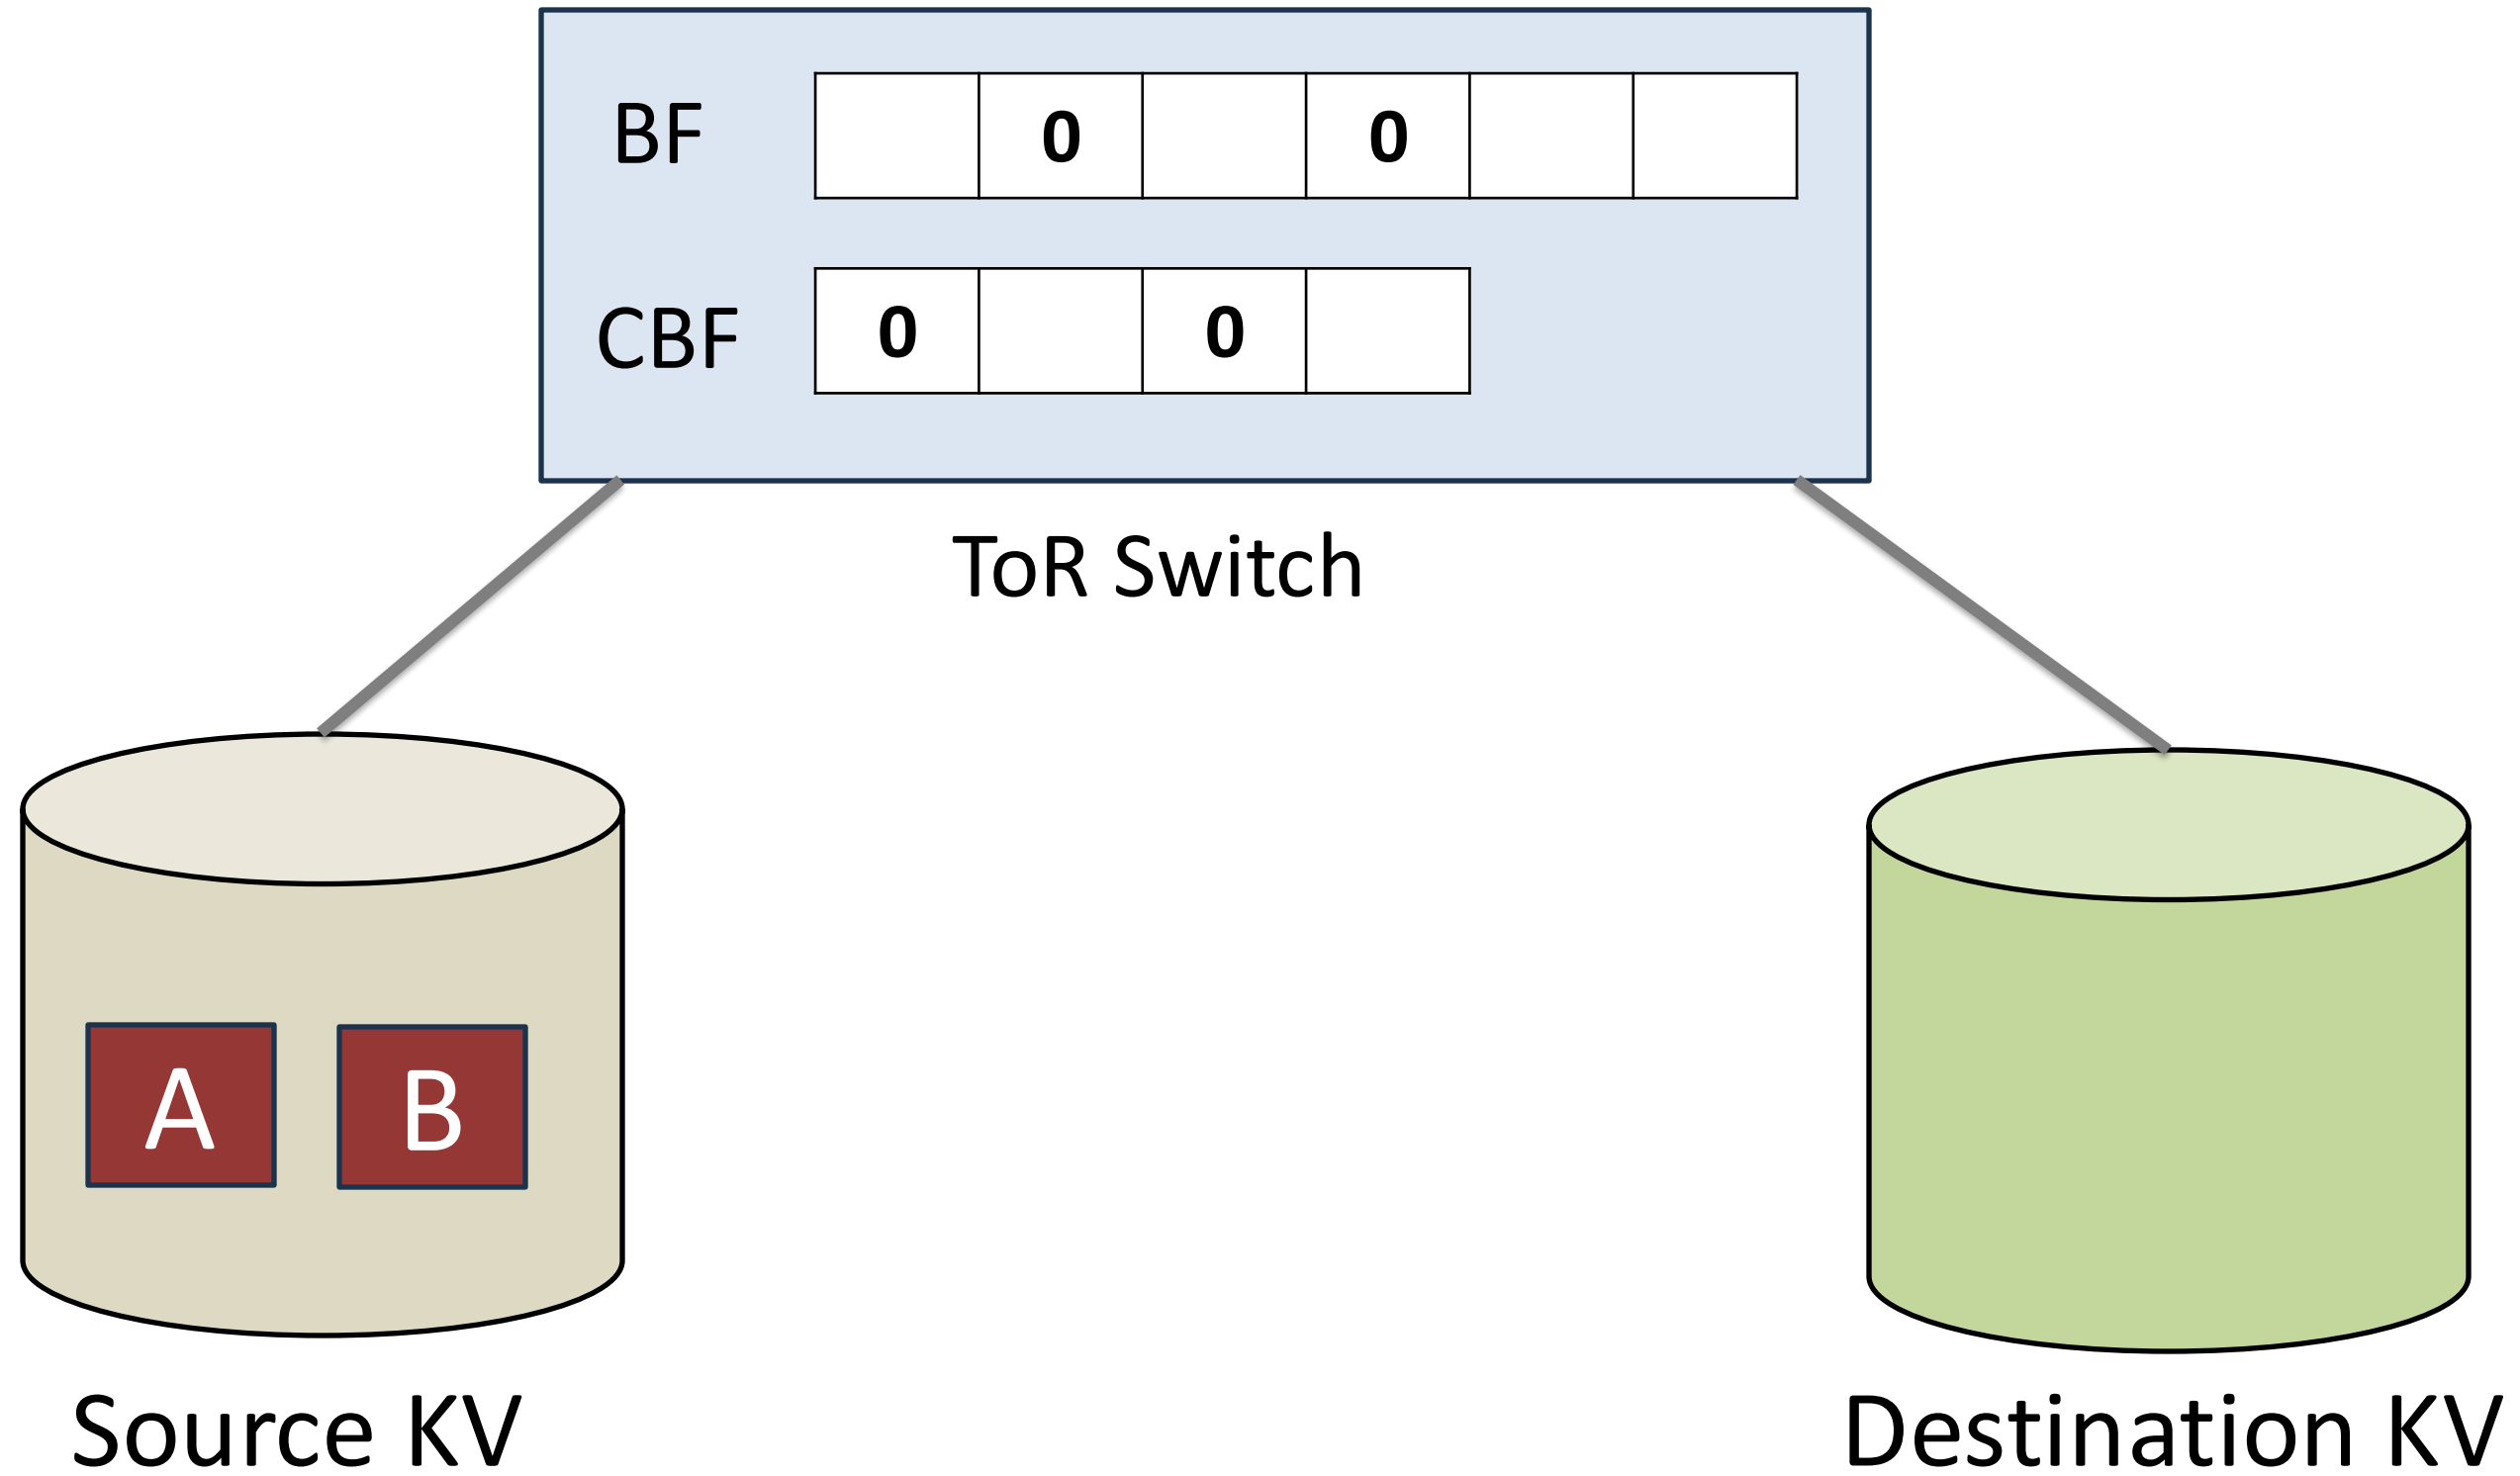 BF 0 0
CBF 0 0
ToR Switch
A B
Source KV
Destination KV